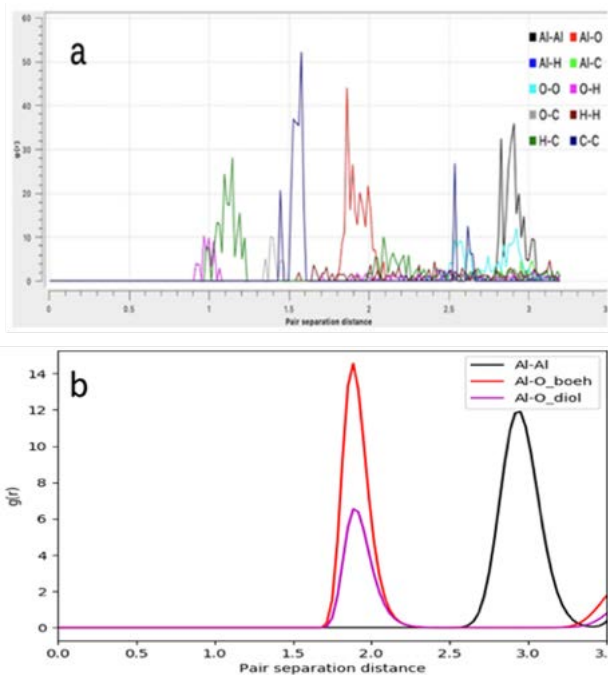 a
60
50
40
30
20
10
0
g(r)
Al-Al Al-O
Al-H Al-C
O-O O-H
O-C H-H
H-C C-C
0 0.5 1 1.5 2 2.5 3 3.
Pair separation distance
b
14
12
10
8
6
4
2
0
g(r)
Al-Al
Al-O_boeh
Al-O_diol
0.0 0.5 1.0 1.5 2.0 2.5 3.0 3.
Pair separation distance